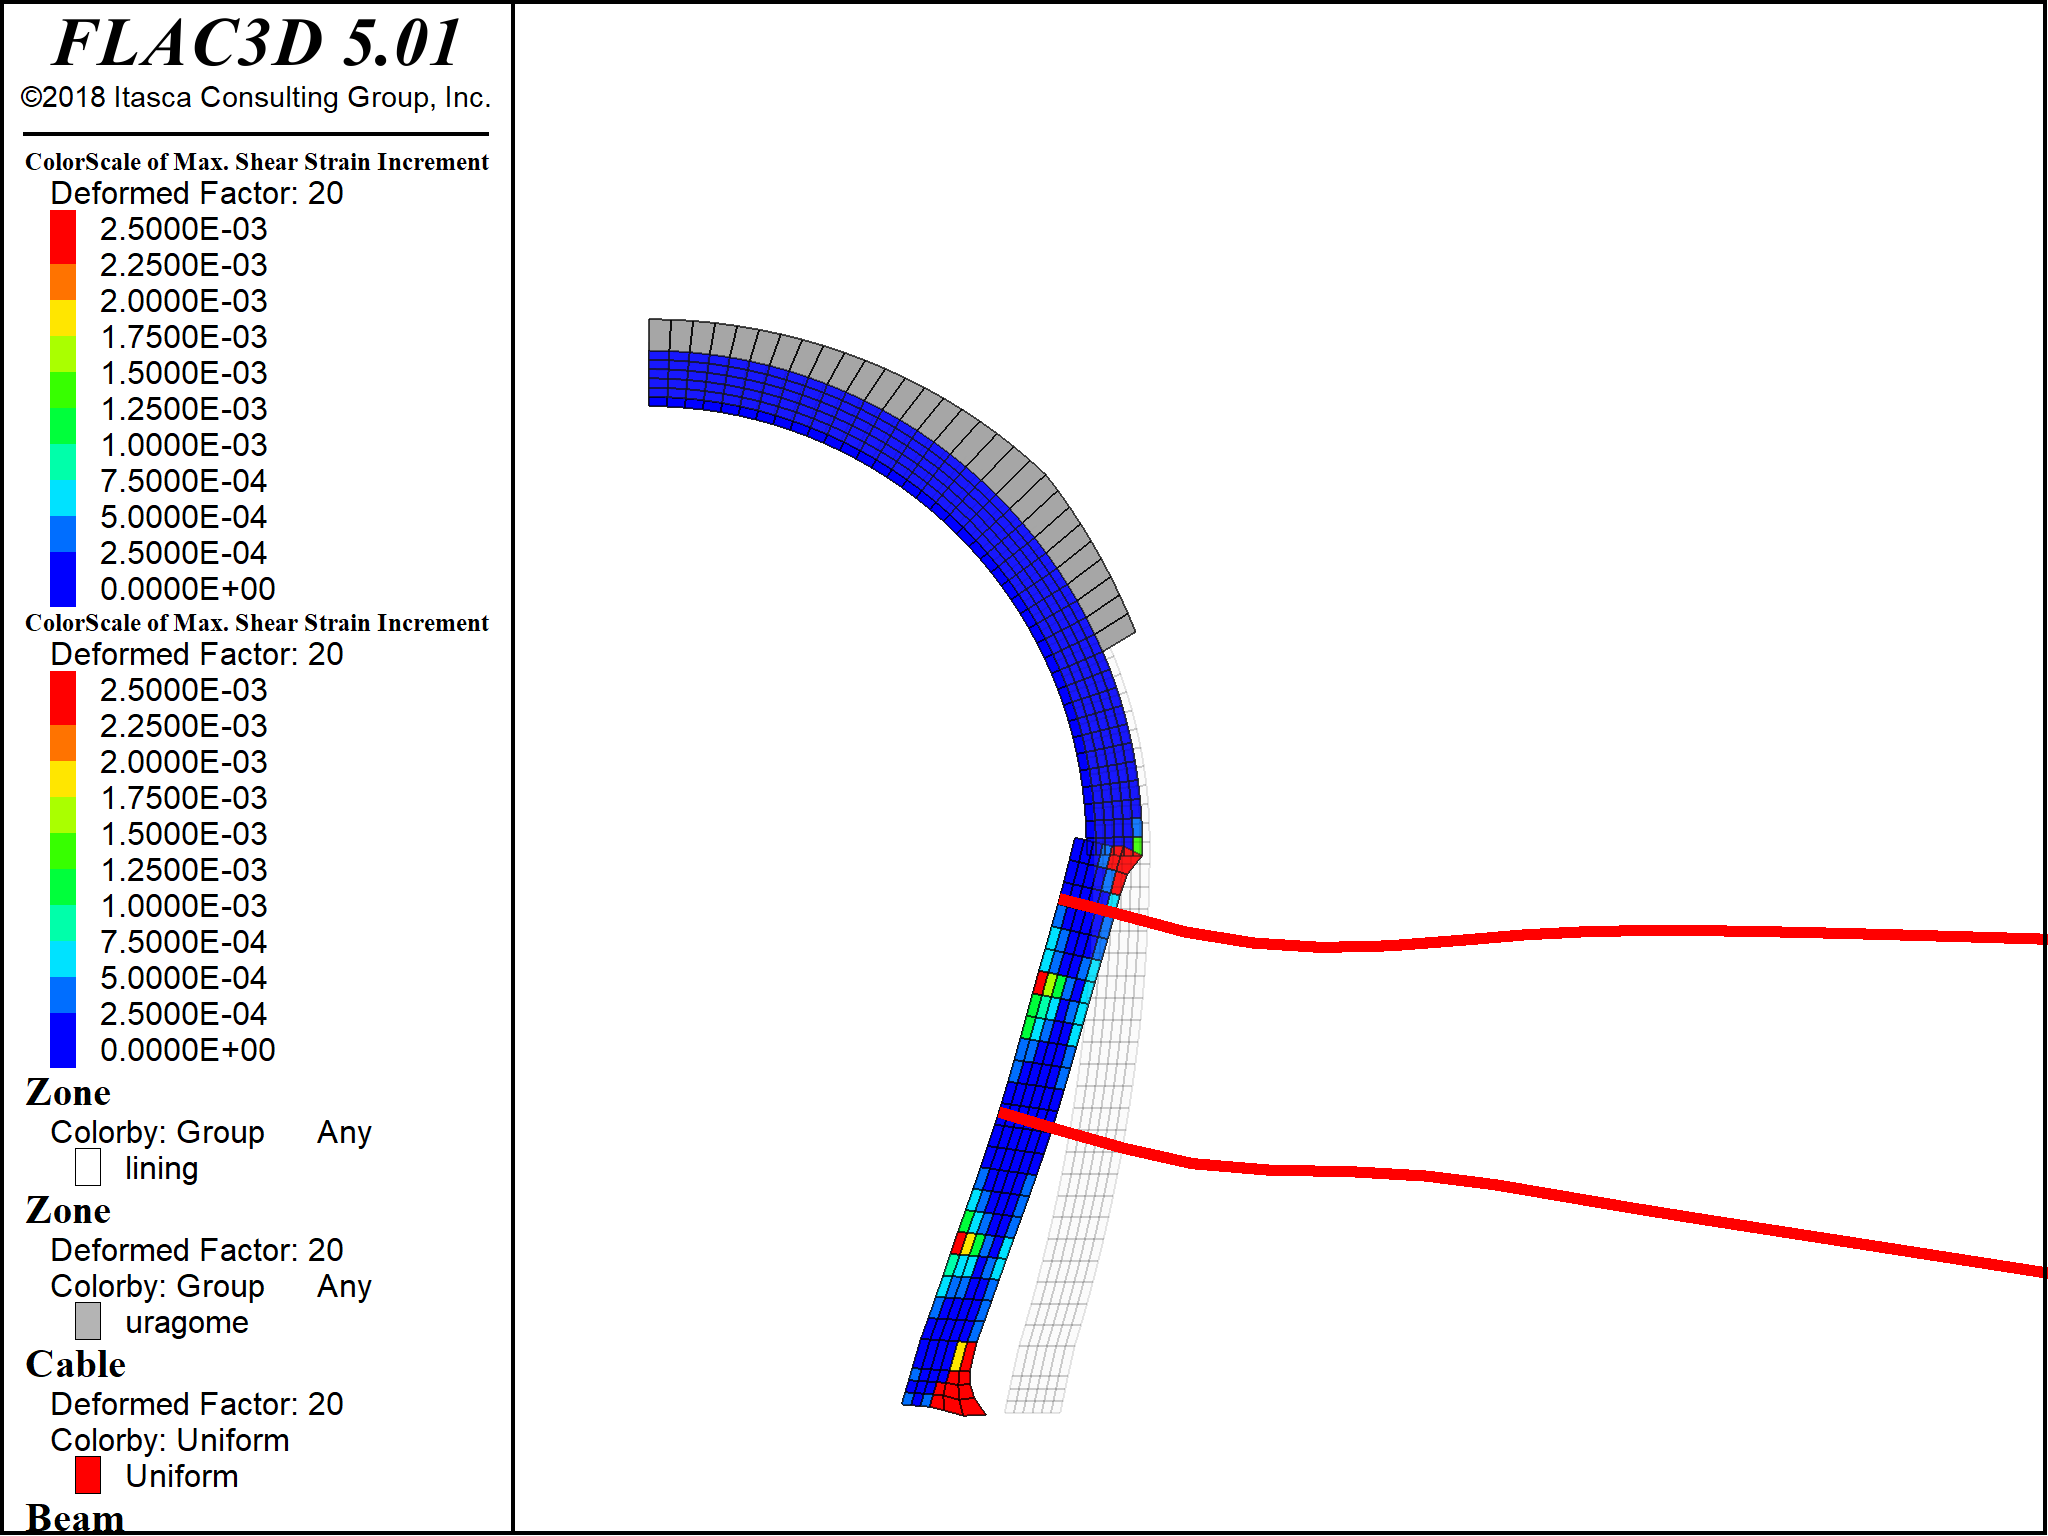 FLAC3D 5.01
©2018 Itasca Consulting Group, Inc.
ColorScale of Max. Shear Strain Increment
Deformed Factor: 20
2.5000E-03
2.2500E-03
2.0000E-03
1.7500E-03
1.5000E-03
1.2500E-03
1.0000E-03
7.5000E-04
5.0000E-04
2.5000E-04
0.0000E+00
ColorScale of Max. Shear Strain Increment
Deformed Factor: 20
2.5000E-03
2.2500E-03
2.0000E-03
1.7500E-03
1.5000E-03
1.2500E-03
1.0000E-03
7.5000E-04
5.0000E-04
2.5000E-04
0.0000E+00
Zone
Colorby: Group Any
lining
Zone
Deformed Factor: 20
Colorby: Group Any
uragome
Cable
Deformed Factor: 20
Colorby: Uniform
Uniform
Beam